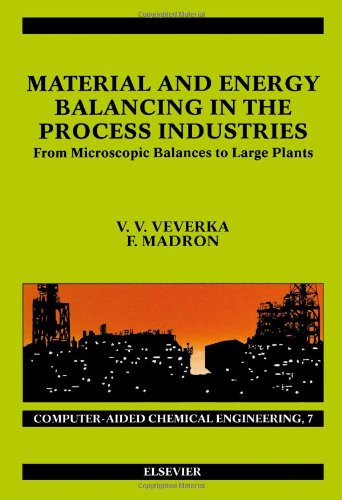 MATERIAL AND ENERGY
BALANCING IN THE
PROCESS INDUSTRIES
From Microscopic Balances to Large Plants
V. V. VEVERKA
F. MADRON
COMPUTER-AIDED CHEMICAL ENGINEERING, 7
ELSEVIER